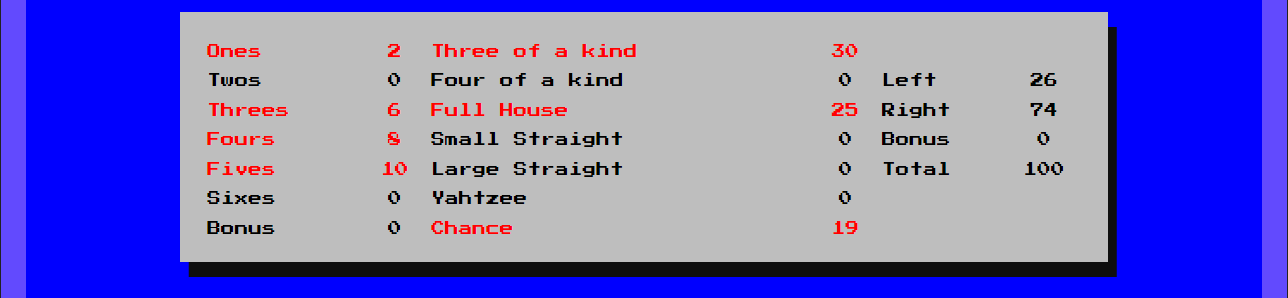 Ones 2 Three of a kind 30
Twos 0 Four of a kind 0 Left 26
Threes 6 Full House 25 Right 74
Fours 8 Small Straight 0 Bonus 0
Fives 10 Large Straight 0 Total 100
Sixes 0 Yahtzee 0
Bonus 0 Chance 19